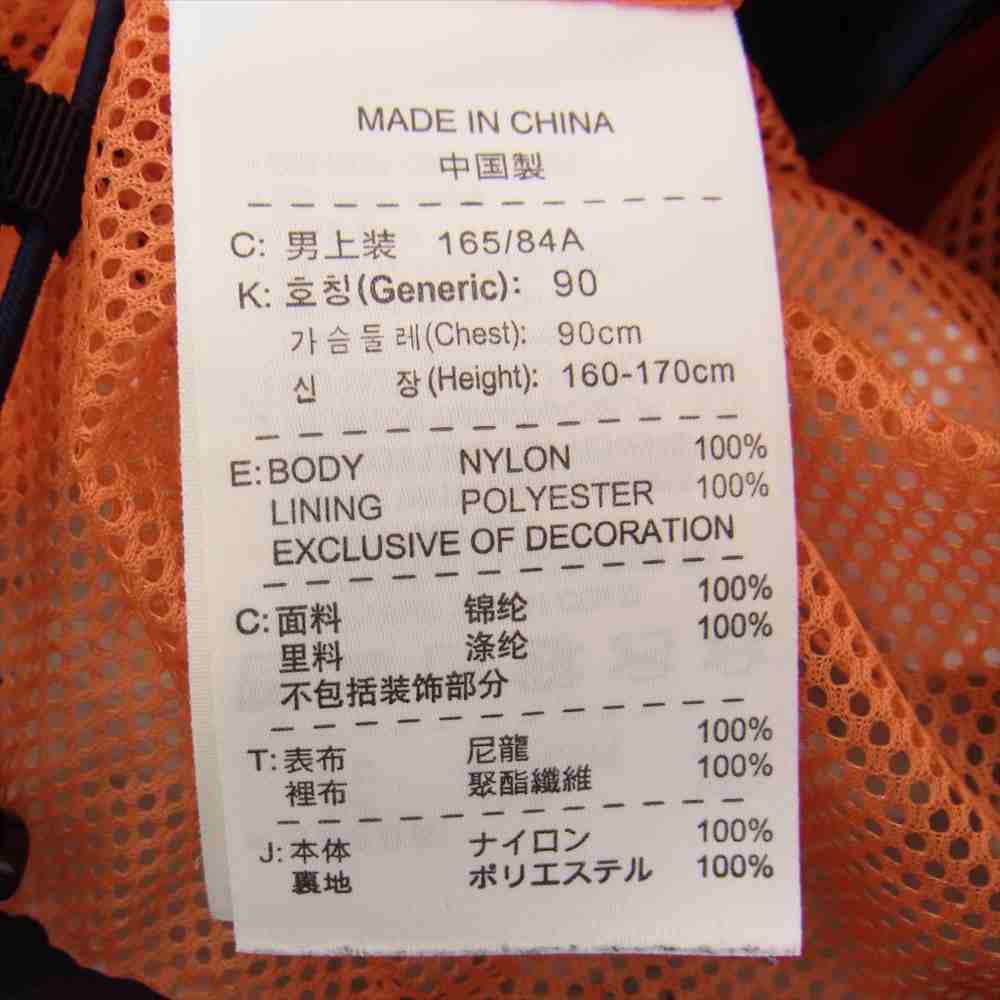 MADE IN CHINA
中国製
C: 男上装 165/84A
K: 호칭(Generic): 90
가슴둘레(Chest): 90cm
신 장(Height): 160-170cm
E: BODY NYLON 100%
LINING POLYESTER 100%
EXCLUSIVE OF DECORATION
C: 面料 锦纶 100%
里料 涤纶 100%
不包括装饰部分
T: 表布 尼龍 100%
裡布 聚酯纖維 100%
J: 本体 ナイロン 100%
裏地 ポリエステル 100%